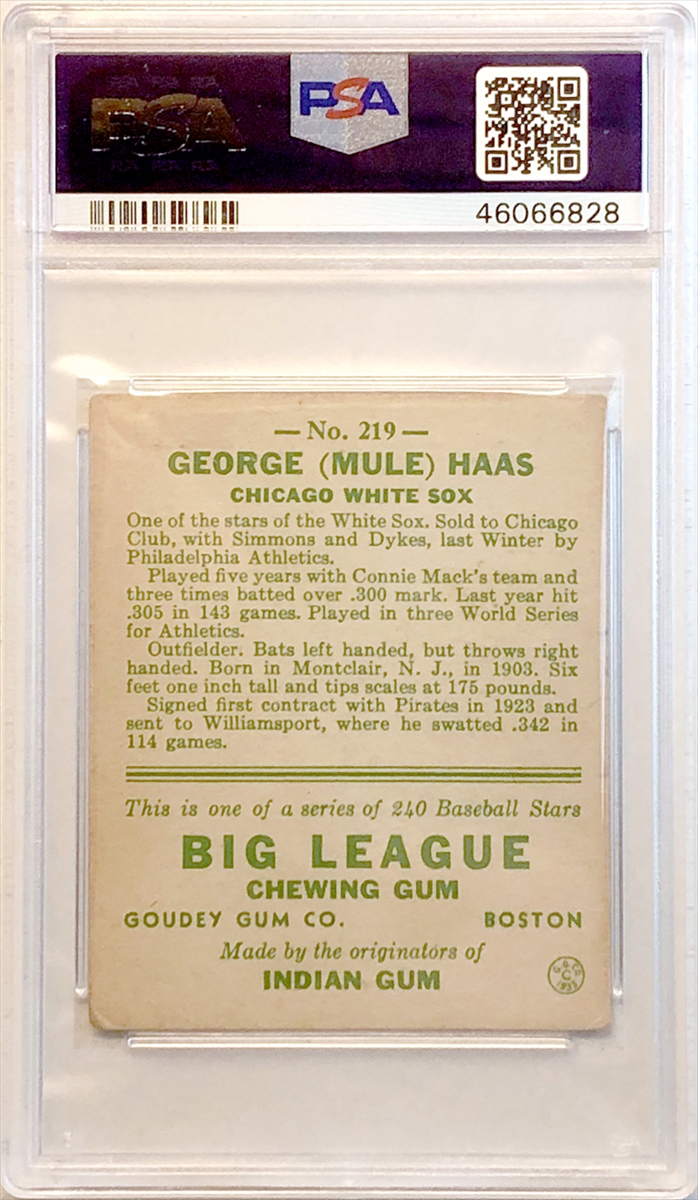 PSA
PSA
46066828
— No. 219 —
GEORGE (MULE) HAAS
CHICAGO WHITE SOX
One of the stars of the White Sox. Sold to Chicago
Club, with Simmons and Dykes, last Winter by
Philadelphia Athletics.
Played five years with Connie Mack's team and
three times batted over .300 mark. Last year hit
.305 in 143 games. Played in three World Series
for Athletics.
Outfielder. Bats left handed, but throws right
handed. Born in Montclair, N. J., in 1903. Six
feet one inch tall and tips scales at 175 pounds.
Signed first contract with Pirates in 1923 and
sent to Williamsport, where he swatted .342 in
114 games.
This is one of a series of 240 Baseball Stars
BIG LEAGUE
CHEWING GUM
GOUDEY GUM CO. BOSTON
Made by the originators of
INDIAN GUM